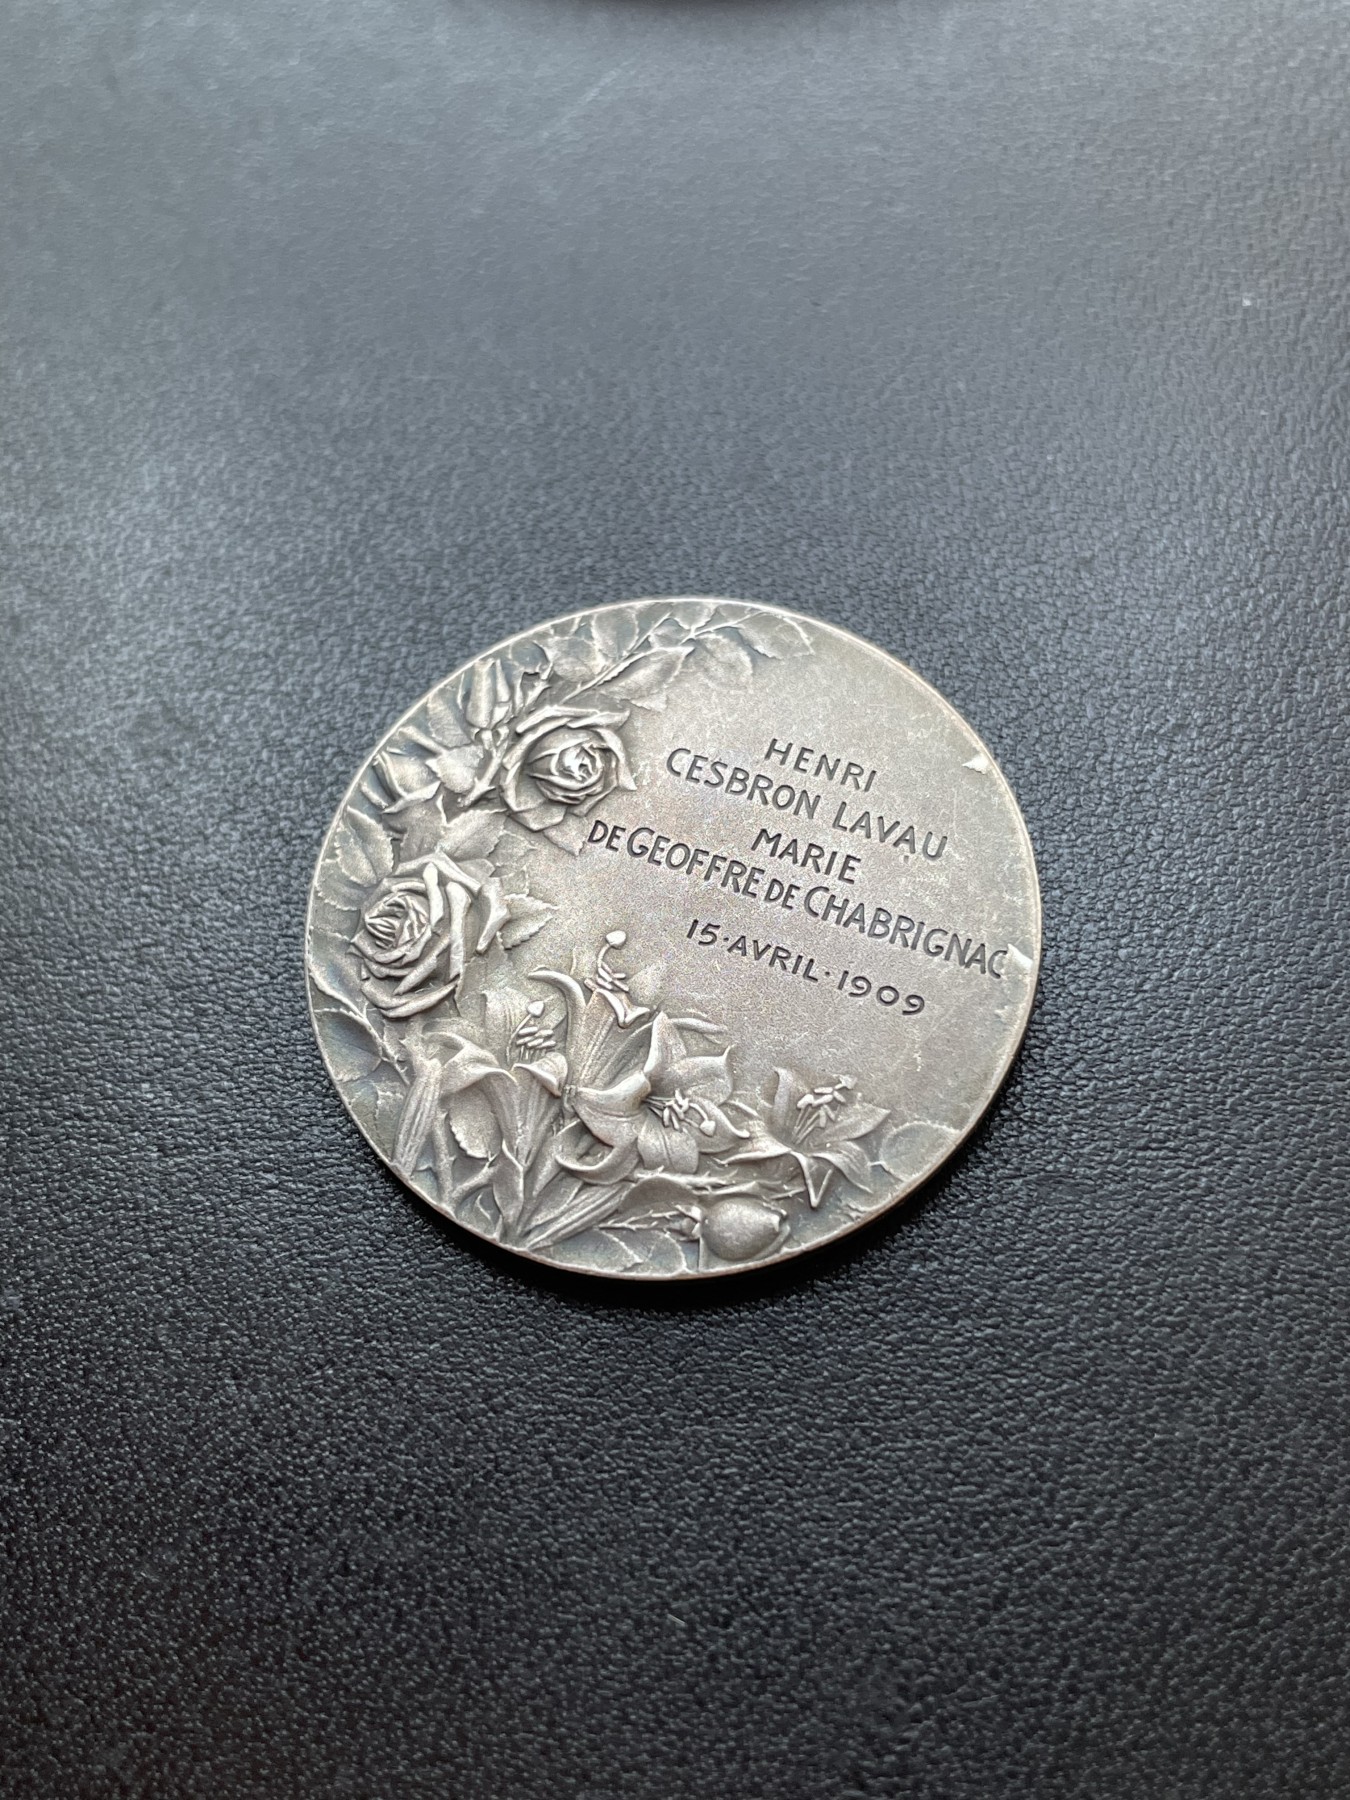 HENRI
CESBRON LAVAU
MARIE
DE GEOFFRE DE CHABRIGNAC
15·AVRIL·1909